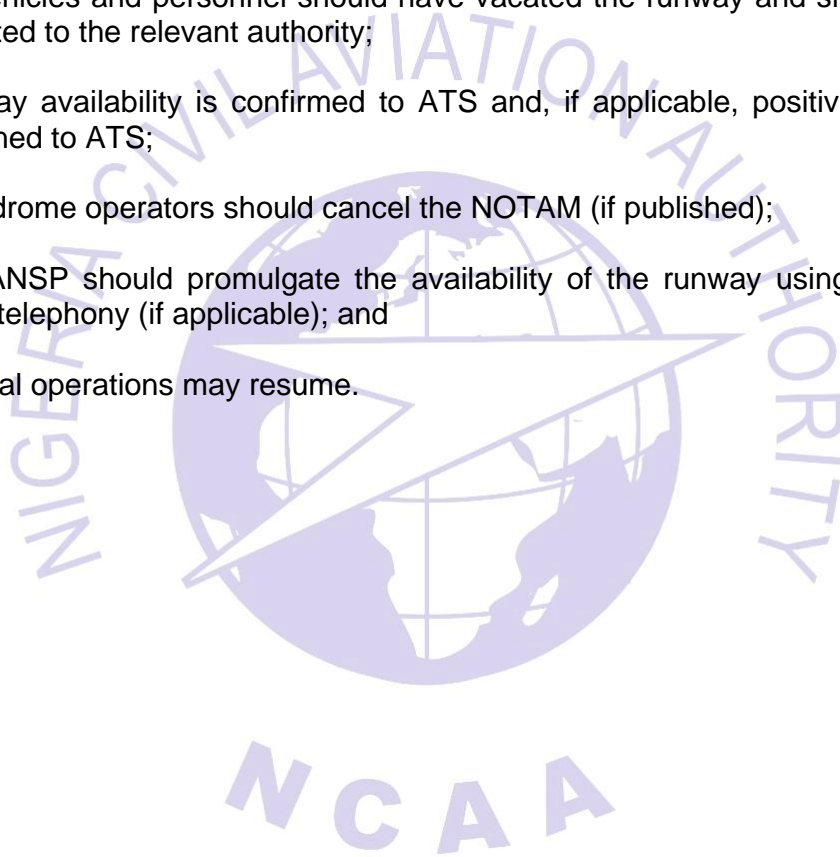 hicles and personnel should have vacated the runway and s
ted to the relevant authority;
ay availability is confirmed to ATS and, if applicable, positiv
ned to ATS;
drome operators should cancel the NOTAM (if published);
ANSP should promulgate the availability of the runway using
telephony (if applicable); and
al operations may resume.
NIGERIA CIVIL AVIATION AUTHORITY
NCAA